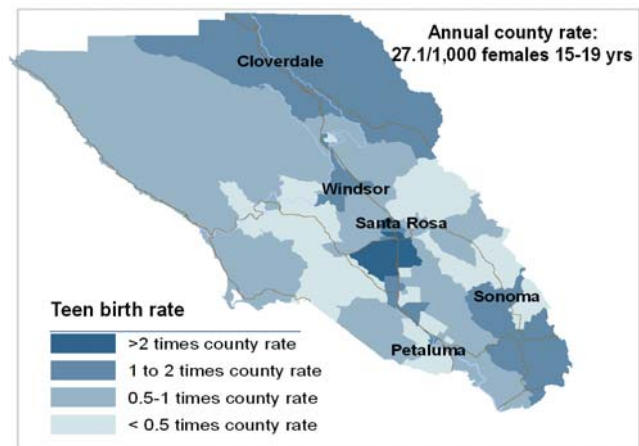 Annual county rate:
27.1/1,000 females 15-19 yrs
Cloverdale
Windsor
Santa Rosa
Sonoma
Petaluma
Teen birth rate
>2 times county rate
1 to 2 times county rate
0.5-1 times county rate
< 0.5 times county rate